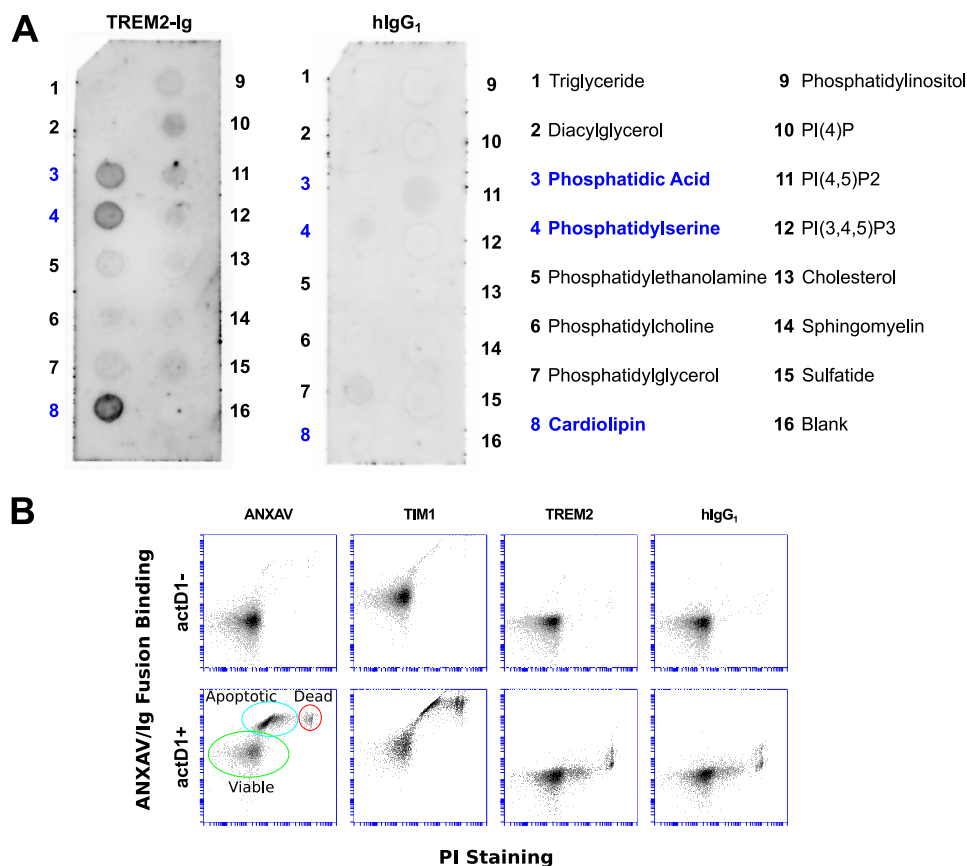 A
TREM2-Ig
hIgG₁
1
2
3
4
5
6
7
8
9
10
11
12
13
14
15
16
1
2
3
4
5
6
7
8
9
10
11
12
13
14
15
16
1 Triglyceride
2 Diacylglycerol
3 Phosphatidic Acid
4 Phosphatidylserine
5 Phosphatidylethanolamine
6 Phosphatidylcholine
7 Phosphatidylglycerol
8 Cardiolipin
9 Phosphatidylinositol
10 PI(4)P
11 PI(4,5)P2
12 PI(3,4,5)P3
13 Cholesterol
14 Sphingomyelin
15 Sulfatide
16 Blank
B
ANXAV
TIM1
TREM2
hIgG₁
ANXAV/Ig Fusion Binding
actD1-
actD1+
Apoptotic
Dead
Viable
PI Staining